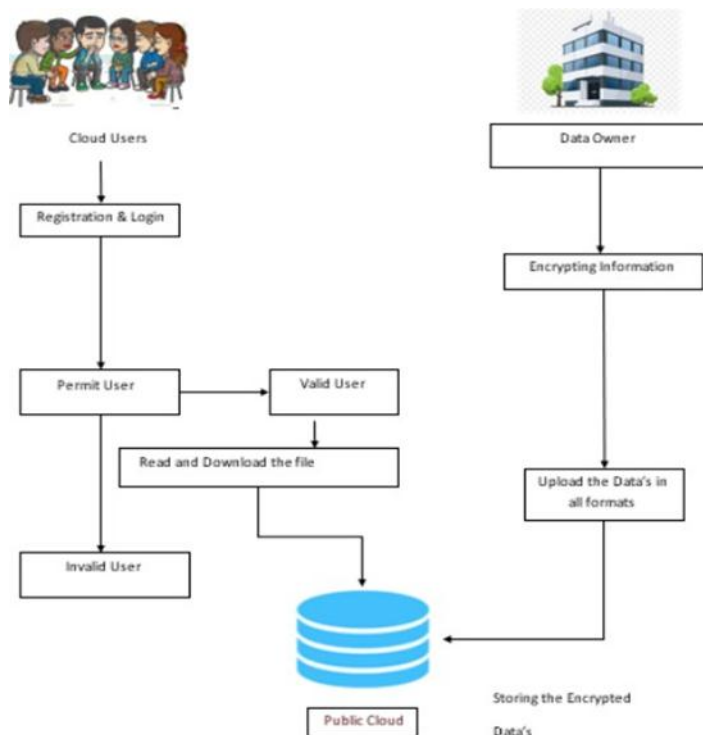 Cloud Users
Data Owner
Registration & Login
Encrypting Information
Permit User
Valid User
Read and Download the file
Upload the Data's in
all formats
Invalid User
Storing the Encrypted
Data's
Public Cloud